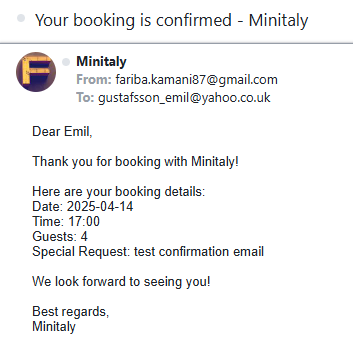 Your booking is confirmed - Minitaly
Minitaly
From: fariba.kamani87@gmail.com
To: gustafsson_emil@yahoo.co.uk
Dear Emil,
Thank you for booking with Minitaly!
Here are your booking details:
Date: 2025-04-14
Time: 17:00
Guests: 4
Special Request: test confirmation email
We look forward to seeing you!
Best regards,
Minitaly